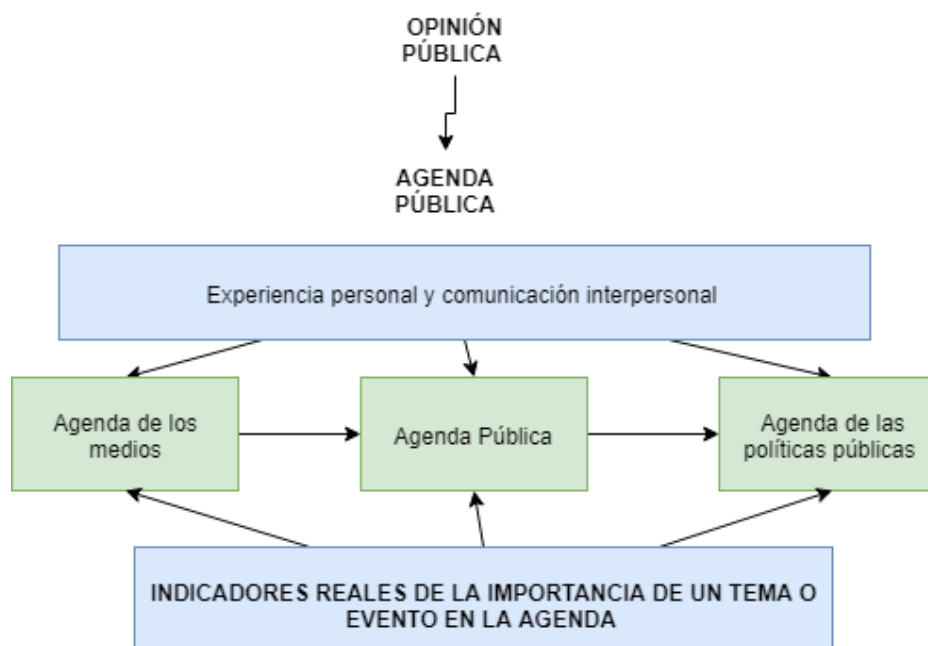 OPINIÓN
PÚBLICA
AGENDA
PÚBLICA
Experiencia personal y comunicación interpersonal
Agenda de los
medios
Agenda Pública
Agenda de las
políticas públicas
INDICADORES REALES DE LA IMPORTANCIA DE UN TEMA O
EVENTO EN LA AGENDA